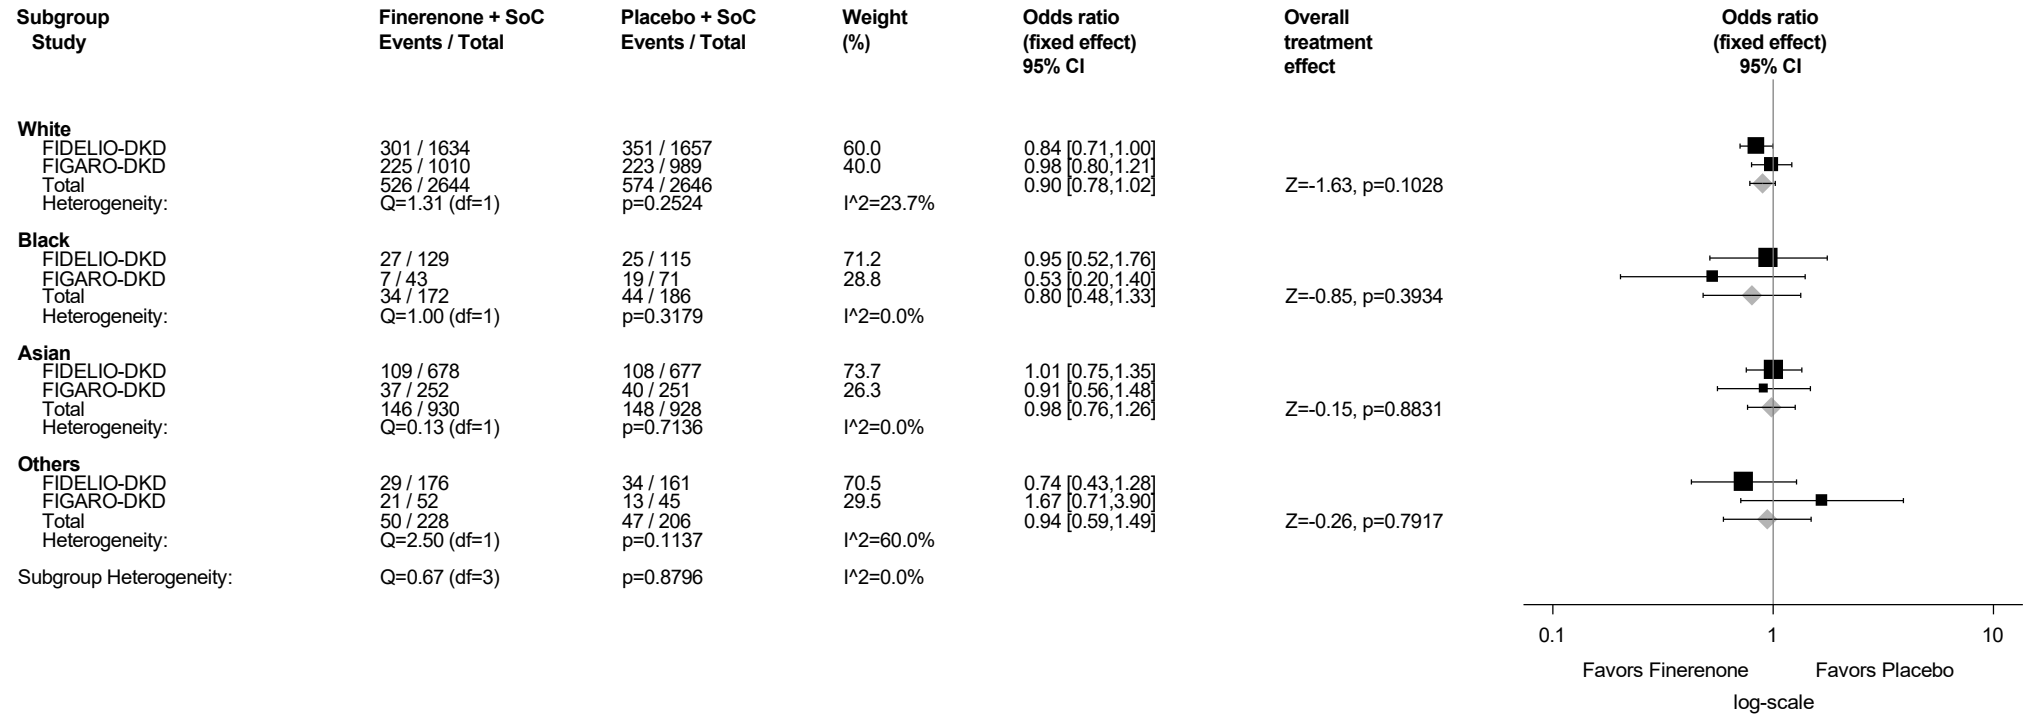 Subgroup Finerenone + SoC Placebo + SoC Weight Odds ratio Overall Odds ratio
Study Events / Total Events / Total (%) (fixed effect) treatment (fixed effect)
95% CI effect 95% CI
White
FIDELIO-DKD 301 / 1634 351 / 1657 60.0 0.84 [0.71,1.00]
FIGARO-DKD 225 / 1010 223 / 989 40.0 0.98 [0.80,1.21]
Total 526 / 2644 574 / 2646 0.90 [0.78,1.02] Z=-1.63, p=0.1028
Heterogeneity: Q=1.31 (df=1) p=0.2524 I^2=23.7%
Black
FIDELIO-DKD 27 / 129 25 / 115 71.2 0.95 [0.52,1.76]
FIGARO-DKD 7 / 43 19 / 71 28.8 0.53 [0.20,1.40]
Total 34 / 172 44 / 186 0.80 [0.48,1.33] Z=-0.85, p=0.3934
Heterogeneity: Q=1.00 (df=1) p=0.3179 I^2=0.0%
Asian
FIDELIO-DKD 109 / 678 108 / 677 73.7 1.01 [0.75,1.35]
FIGARO-DKD 37 / 252 40 / 251 26.3 0.91 [0.56,1.48]
Total 146 / 930 148 / 928 0.98 [0.76,1.26] Z=-0.15, p=0.8831
Heterogeneity: Q=0.13 (df=1) p=0.7136 I^2=0.0%
Others
FIDELIO-DKD 29 / 176 34 / 161 70.5 0.74 [0.43,1.28]
FIGARO-DKD 21 / 52 13 / 45 29.5 1.67 [0.71,3.90]
Total 50 / 228 47 / 206 0.94 [0.59,1.49] Z=-0.26, p=0.7917
Heterogeneity: Q=2.50 (df=1) p=0.1137 I^2=60.0%
Subgroup Heterogeneity: Q=0.67 (df=3) p=0.8796 I^2=0.0%
0.1 1 10
Favors Finerenone Favors Placebo
log-scale